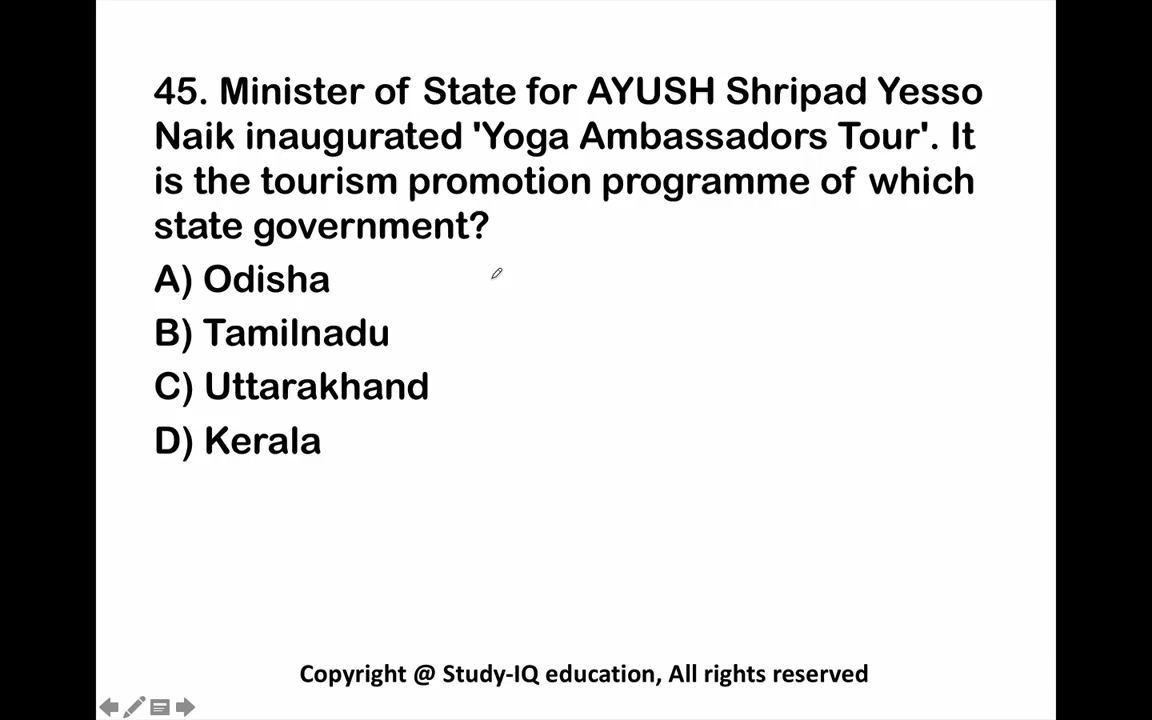 45. Minister of State for AYUSH Shripad Yesso
Naik inaugurated 'Yoga Ambassadors Tour'. It
is the tourism promotion programme of which
state government?
A) Odisha
B) Tamilnadu
C) Uttarakhand
D) Kerala
Copyright @ Study-IQ education, All rights reserved